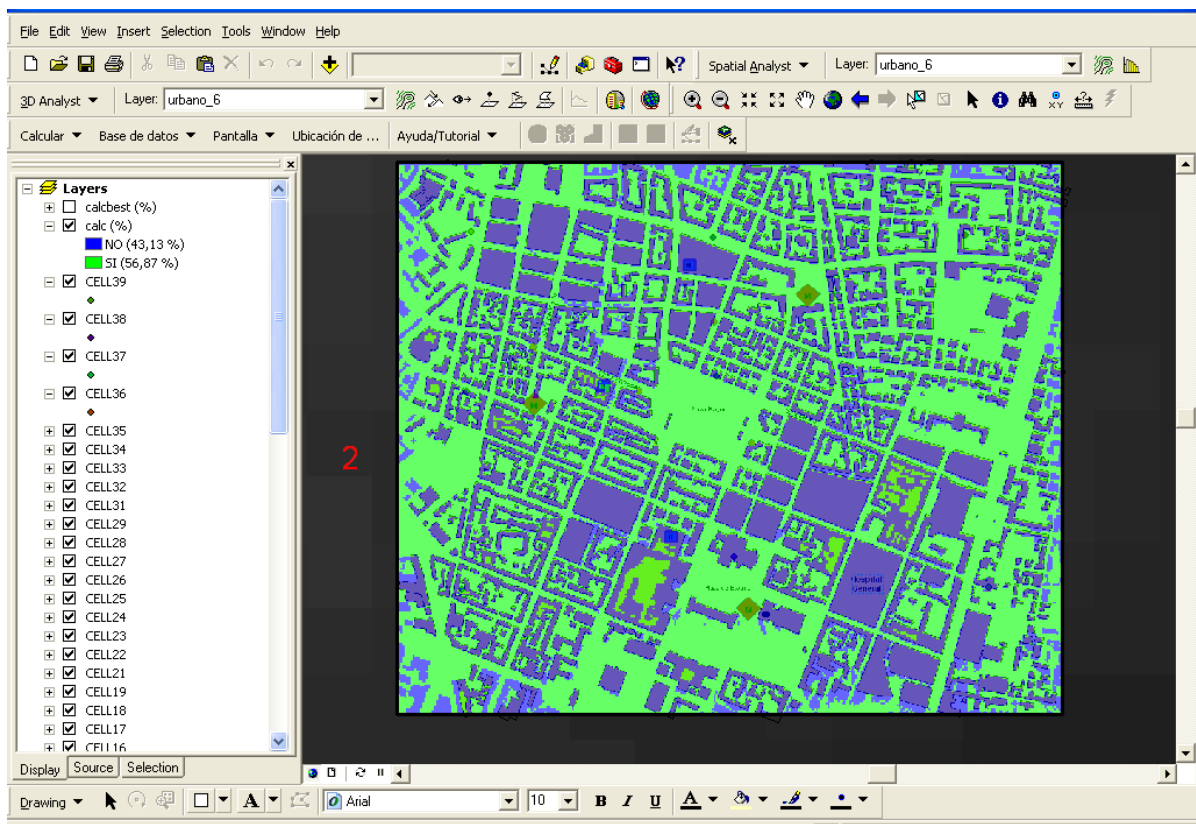 File Edit View Insert Selection Tools Window Help
Spatial Analyst Layer: urbano_6
3D Analyst Layer: urbano_6
Calcular Base de datos Pantalla Ubicación de ... Ayuda/Tutorial
Layers
calcbest (%)
calc (%)
NO (43,13 %)
SI (56,87 %)
CELL39
CELL38
CELL37
CELL36
CELL35
CELL34
CELL33
CELL32
CELL31
CELL29
CELL28
CELL27
CELL26
CELL25
CELL24
CELL23
CELL22
CELL21
CELL19
CELL18
CELL17
CELL16
2
Hospital
General
Display Source Selection
Drawing A Arial 10 B I U A